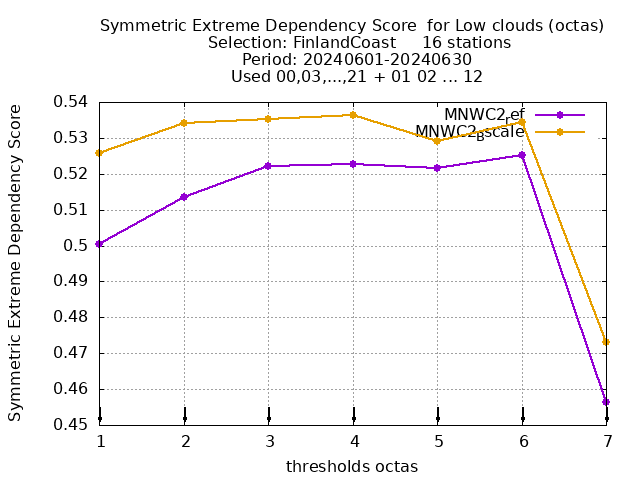 Symmetric Extreme Dependency Score  for Low clouds (octas)
Selection: FinlandCoast     16 stations
Period: 20240601-20240630
Used 00,03,...,21 + 01 02 ... 12
MNWC2_ref
MNWC2_Bscale
Symmetric Extreme Dependency Score
0.54
0.53
0.52
0.51
0.5
0.49
0.48
0.47
0.46
0.45
1 2 3 4 5 6 7
thresholds octas